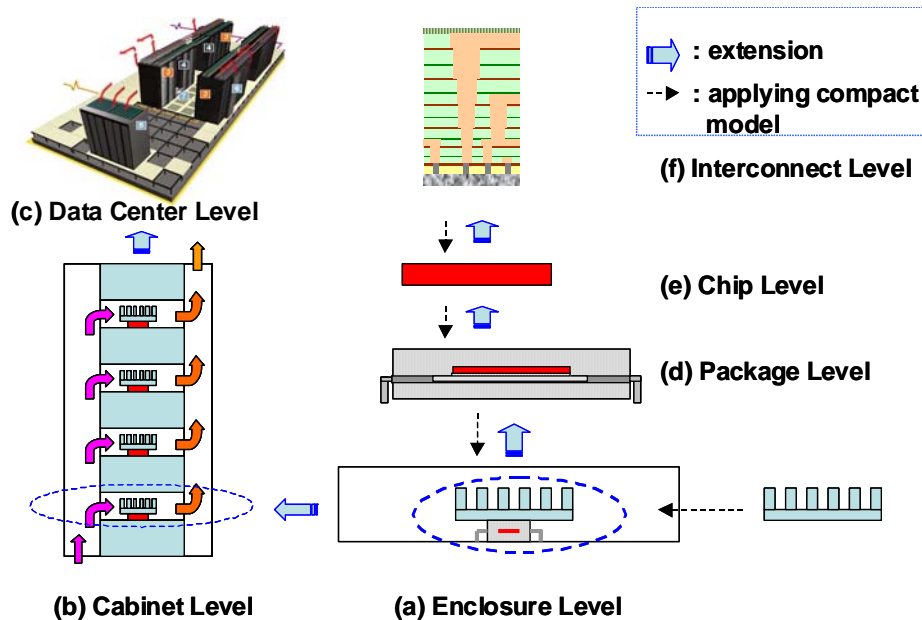 : extension
: applying compact
model
(f) Interconnect Level
(c) Data Center Level
(e) Chip Level
(d) Package Level
(b) Cabinet Level
(a) Enclosure Level